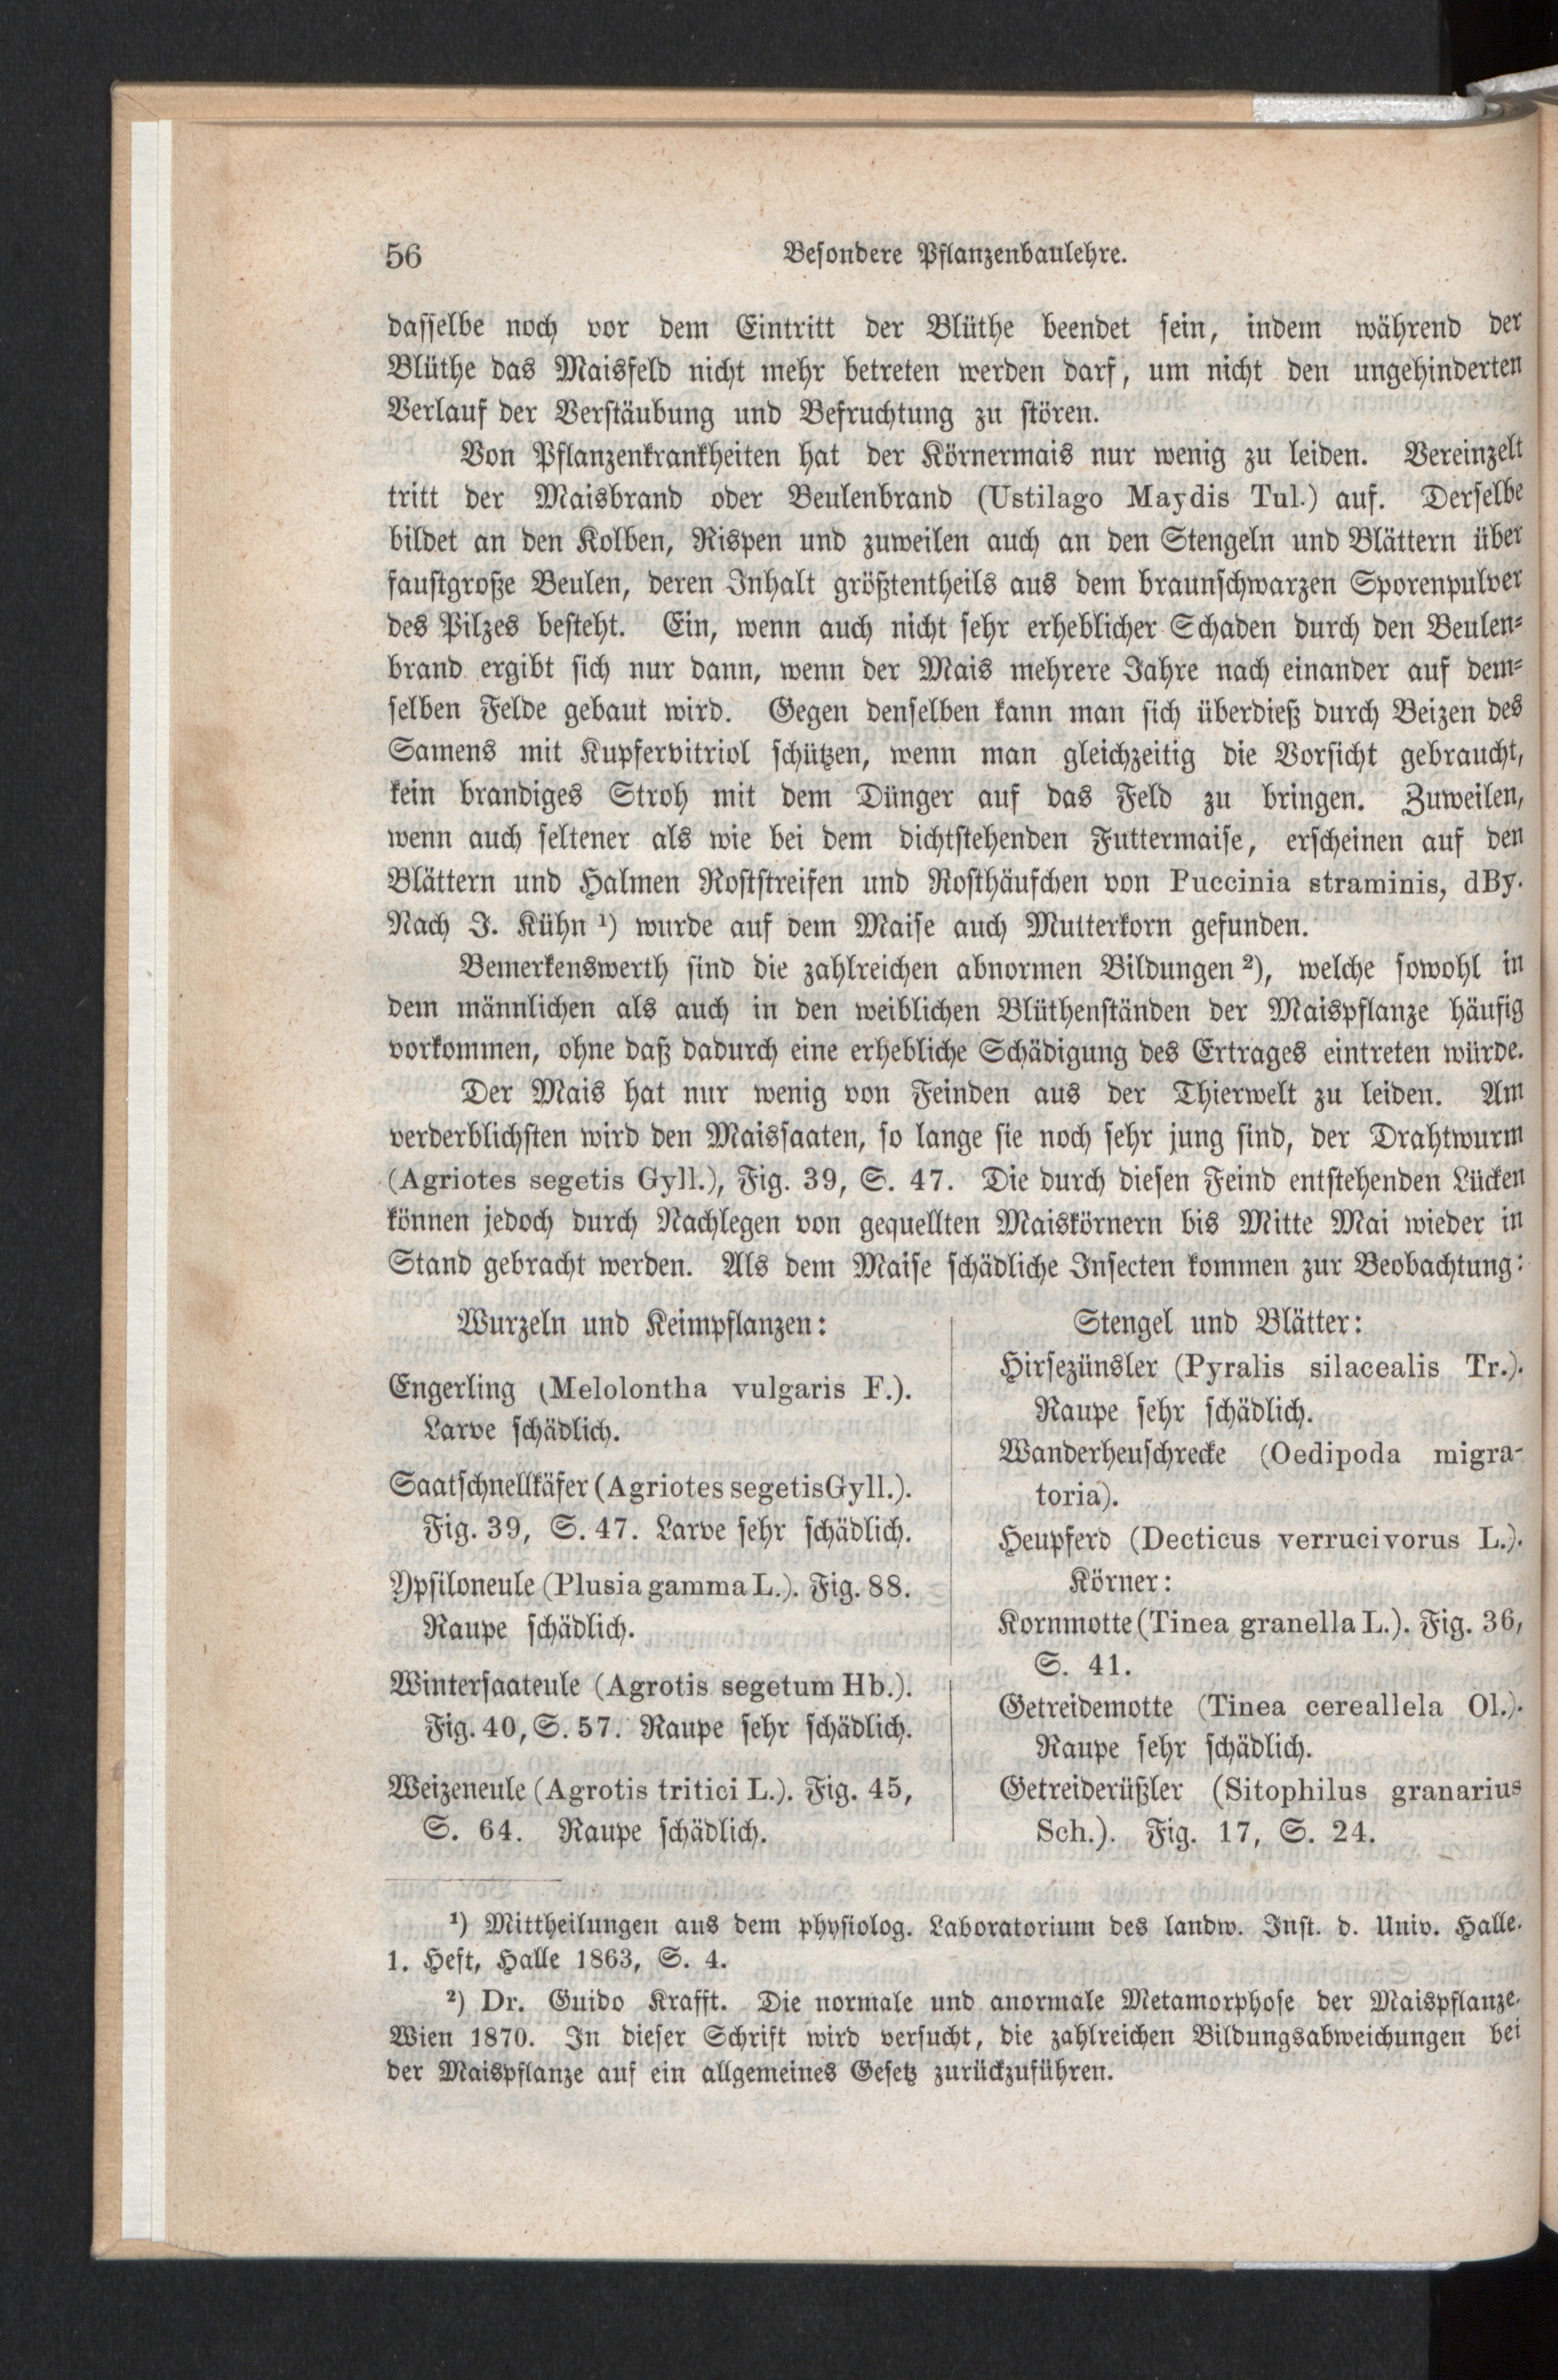 56
Besondere Pflanzenbaulehre.
dasselbe noch vor dem Eintritt der Blüthe beendet sein, indem während der
Blüthe das Maisfeld nicht mehr betreten werden darf, um nicht den ungehinderten
Verlauf der Verstäubung und Befruchtung zu stören.
Von Pflanzenkrankheiten hat der Körnermais nur wenig zu leiden. Vereinzelt
tritt der Maisbrand oder Beulenbrand (Ustilago Maydis Tul.) auf. Derselbe
bildet an den Kolben, Rispen und zuweilen auch an den Stengeln und Blättern über
faustgroße Beulen, deren Inhalt größtentheils aus dem braunschwarzen Sporenpulver
des Pilzes besteht. Ein, wenn auch nicht sehr erheblicher Schaden durch den Beulen-
brand ergibt sich nur dann, wenn der Mais mehrere Jahre nach einander auf dem-
selben Felde gebaut wird. Gegen denselben kann man sich überdieß durch Beizen des
Samens mit Kupfervitriol schützen, wenn man gleichzeitig die Vorsicht gebraucht,
kein brandiges Stroh mit dem Dünger auf das Feld zu bringen. Zuweilen,
wenn auch seltener als wie bei dem dichtstehenden Futtermaise, erscheinen auf den
Blättern und Halmen Roststreifen und Rosthäufchen von Puccinia straminis, dBy.
Nach J. Kühn ¹) wurde auf dem Maise auch Mutterkorn gefunden.
Bemerkenswerth sind die zahlreichen abnormen Bildungen ²), welche sowohl in
dem männlichen als auch in den weiblichen Blüthenständen der Maispflanze häufig
vorkommen, ohne daß dadurch eine erhebliche Schädigung des Ertrages eintreten würde.
Der Mais hat nur wenig von Feinden aus der Thierwelt zu leiden. Am
verderblichsten wird den Maissaaten, so lange sie noch sehr jung sind, der Drahtwurm
(Agriotes segetis Gyll.), Fig. 39, S. 47. Die durch diesen Feind entstehenden Lücken
können jedoch durch Nachlegen von gequellten Maiskörnern bis Mitte Mai wieder in
Stand gebracht werden. Als dem Maise schädliche Insecten kommen zur Beobachtung:
Wurzeln und Keimpflanzen:
Engerling (Melolontha vulgaris F.).
Larve schädlich.
Saatschnellkäfer (Agriotes segetis Gyll.).
Fig. 39, S. 47. Larve sehr schädlich.
Ypsiloneule (Plusia gamma L.). Fig. 88.
Raupe schädlich.
Wintersaateule (Agrotis segetum Hb.).
Fig. 40, S. 57. Raupe sehr schädlich.
Weizeneule (Agrotis tritici L.). Fig. 45,
S. 64. Raupe schädlich.
Stengel und Blätter:
Hirsezünsler (Pyralis silacealis Tr.).
Raupe sehr schädlich.
Wanderheuschrecke (Oedipoda migra-
toria).
Heupferd (Decticus verrucivorus L.).
Körner:
Kornmotte (Tinea granella L.). Fig. 36,
S. 41.
Getreidemotte (Tinea cereallela Ol.).
Raupe sehr schädlich.
Getreiderüßler (Sitophilus granarius
Sch.). Fig. 17, S. 24.
¹) Mittheilungen aus dem physiolog. Laboratorium des landw. Inst. d. Univ. Halle.
1. Heft, Halle 1863, S. 4.
²) Dr. Guido Krafft. Die normale und anormale Metamorphose der Maispflanze.
Wien 1870. In dieser Schrift wird versucht, die zahlreichen Bildungsabweichungen bei
der Maispflanze auf ein allgemeines Gesetz zurückzuführen.